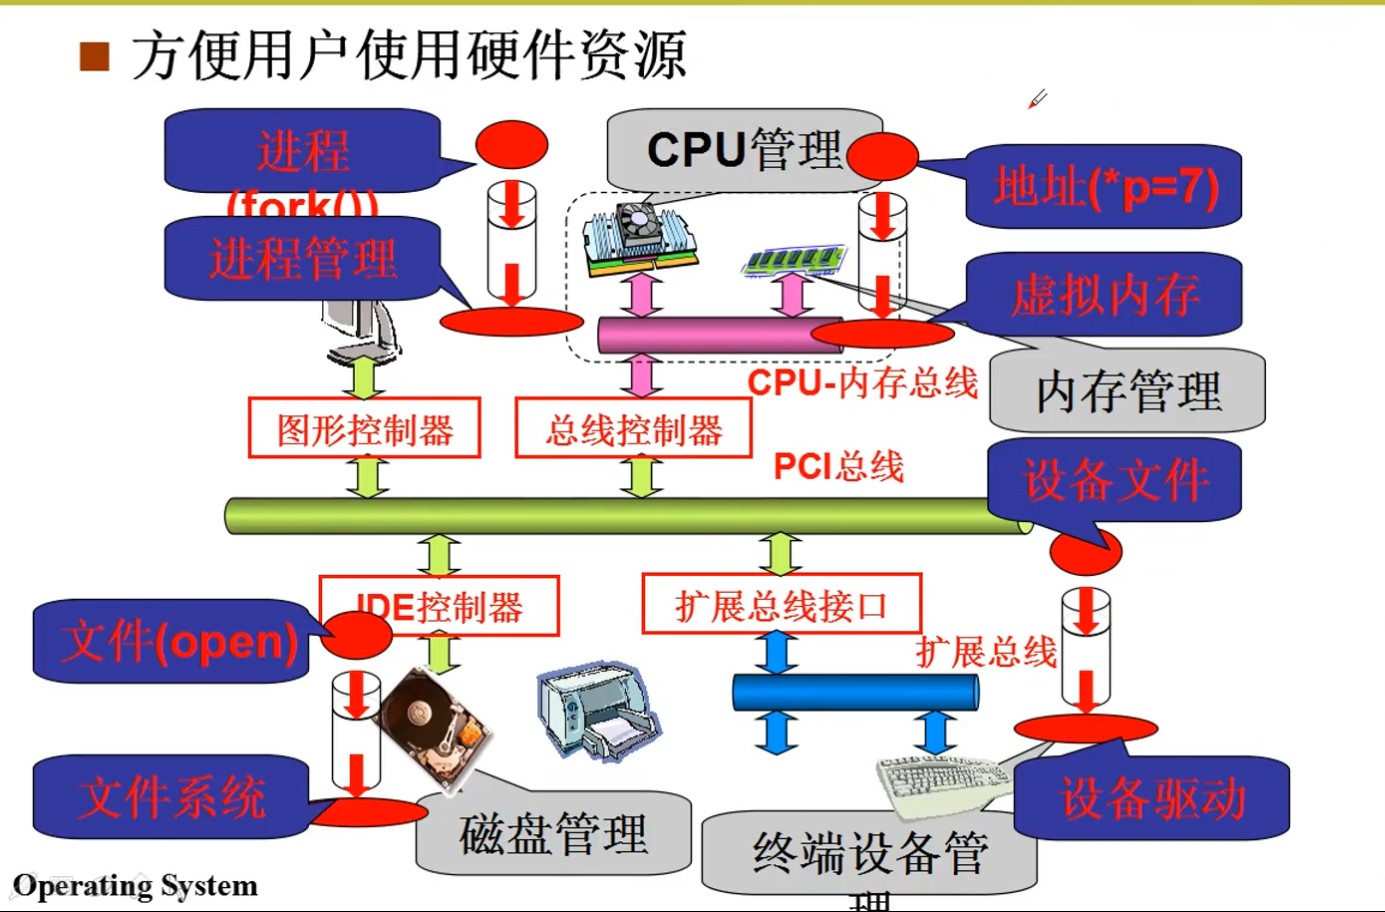 方便用户使用硬件资源
进程
(fork())
CPU管理
地址(*p=7)
进程管理
虚拟内存
CPU-内存总线
内存管理
图形控制器
总线控制器
PCI总线
设备文件
IDE控制器
扩展总线接口
文件(open)
扩展总线
文件系统
设备驱动
磁盘管理
终端设备管
理
Operating System